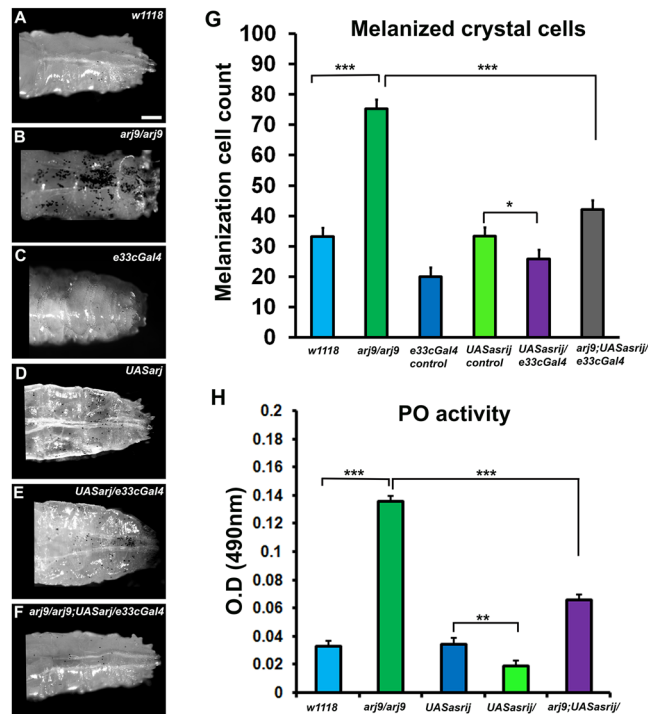 A
w1118
B
arj9/arj9
C
e33cGal4
D
UASarj
E
UASarj/e33cGal4
F
arj9/arj9;UASarj/e33cGal4
G
Melanized crystal cells
Melanization cell count
100
90
80
70
60
50
40
30
20
10
0
***
***
*
w1118
arj9/arj9
e33cGal4
control
UASasrij
control
UASasrij/
e33cGal4
arj9;UASasrij/
e33cGal4
H
PO activity
O.D (490nm)
0.2
0.18
0.16
0.14
0.12
0.1
0.08
0.06
0.04
0.02
0
***
***
**
w1118
arj9/arj9
UASasrij
UASasrij/
arj9;UASasrij/